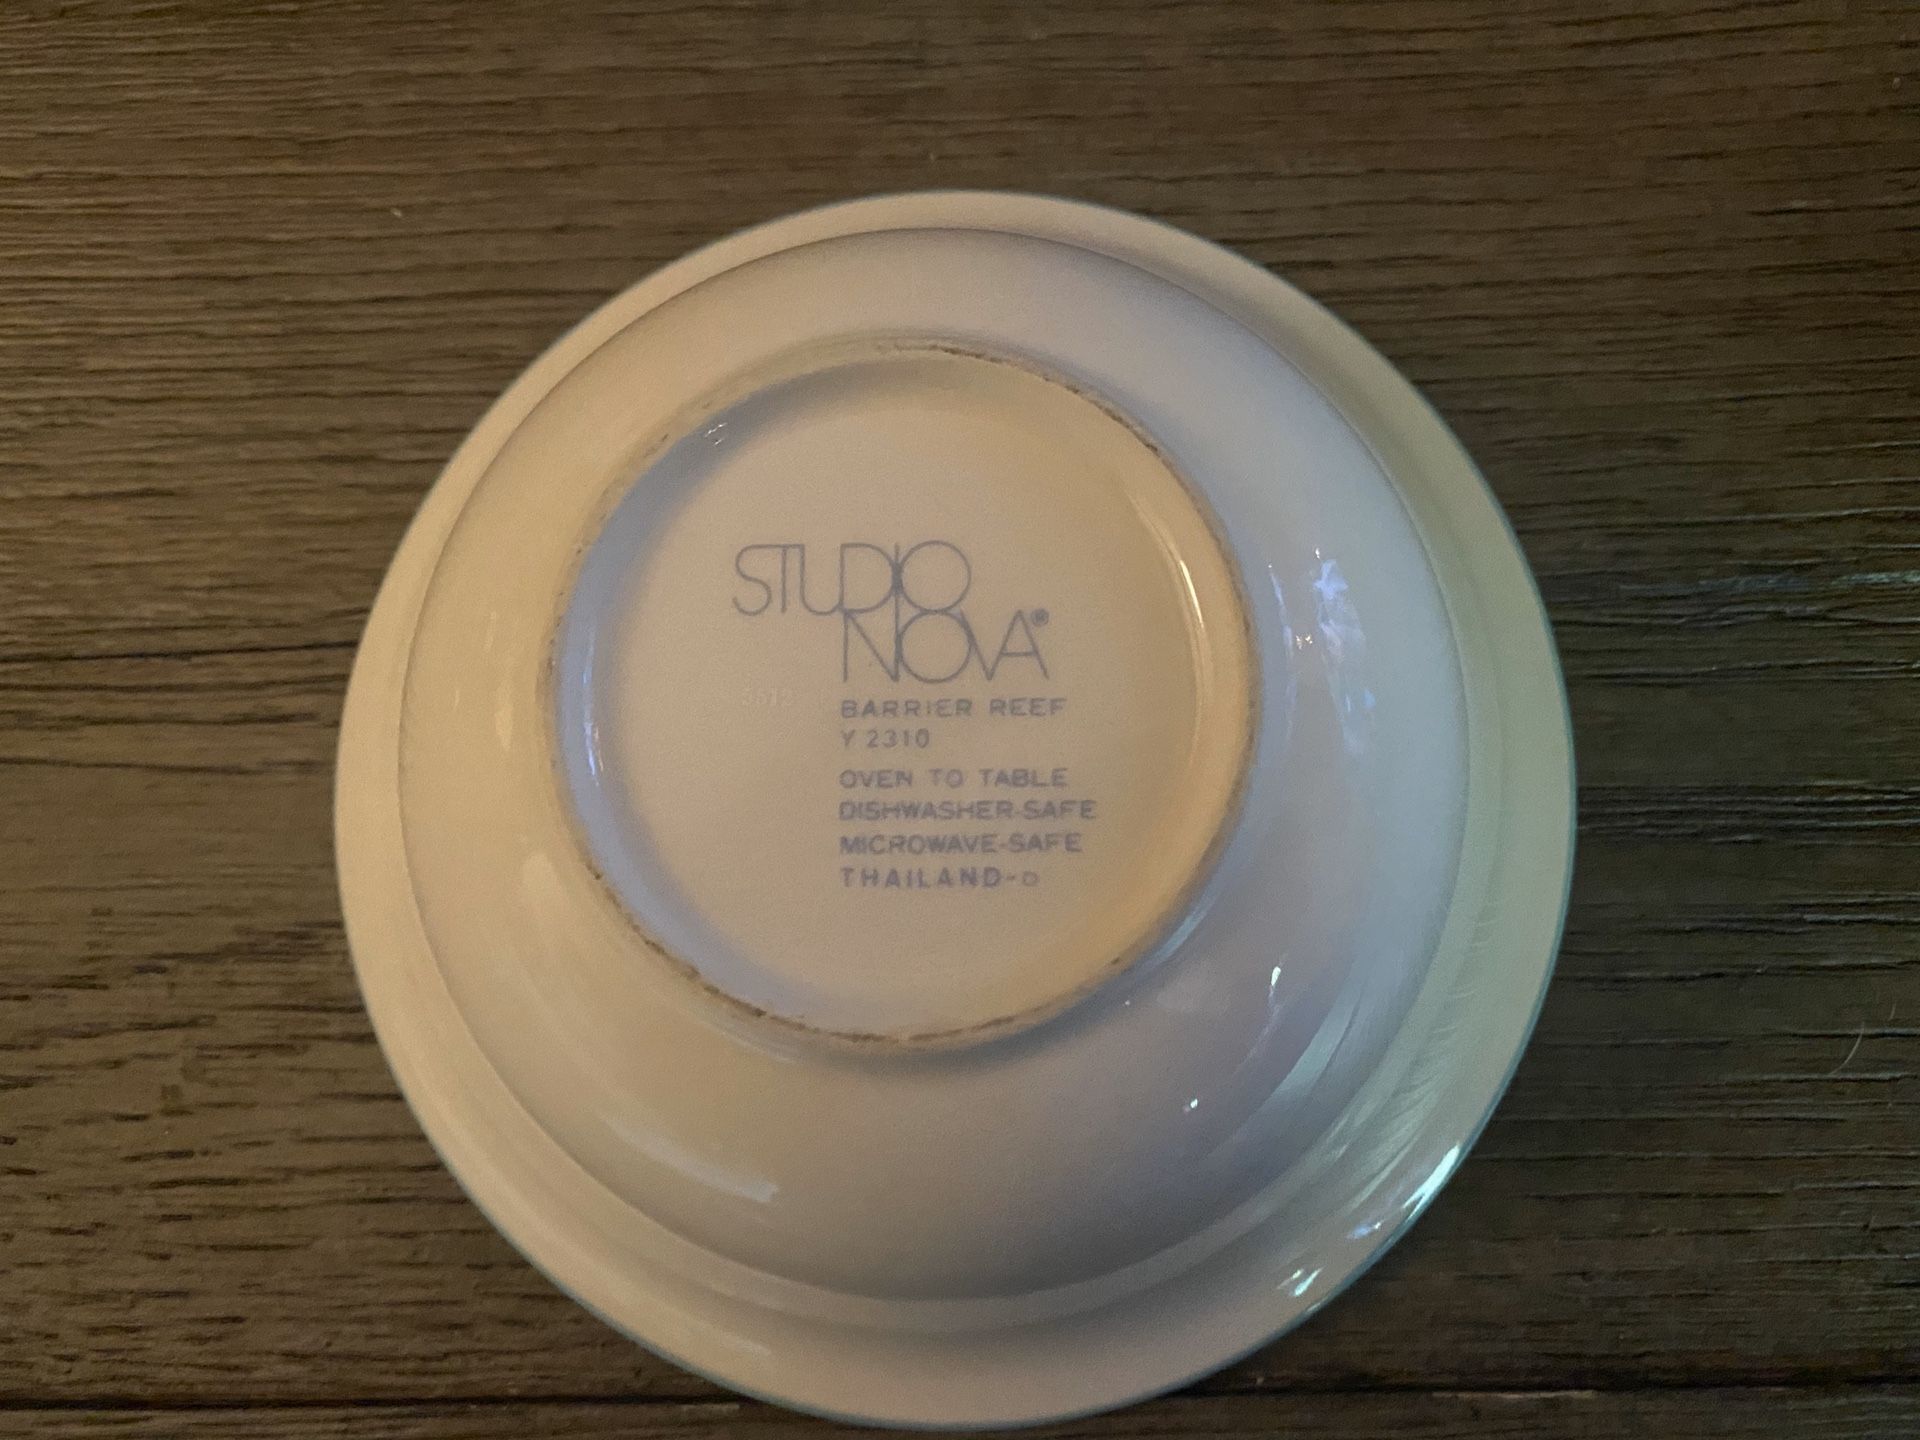 STUDIO
NOVA®
BARRIER REEF
Y 2310
OVEN TO TABLE
DISHWASHER-SAFE
MICROWAVE-SAFE
THAILAND-D